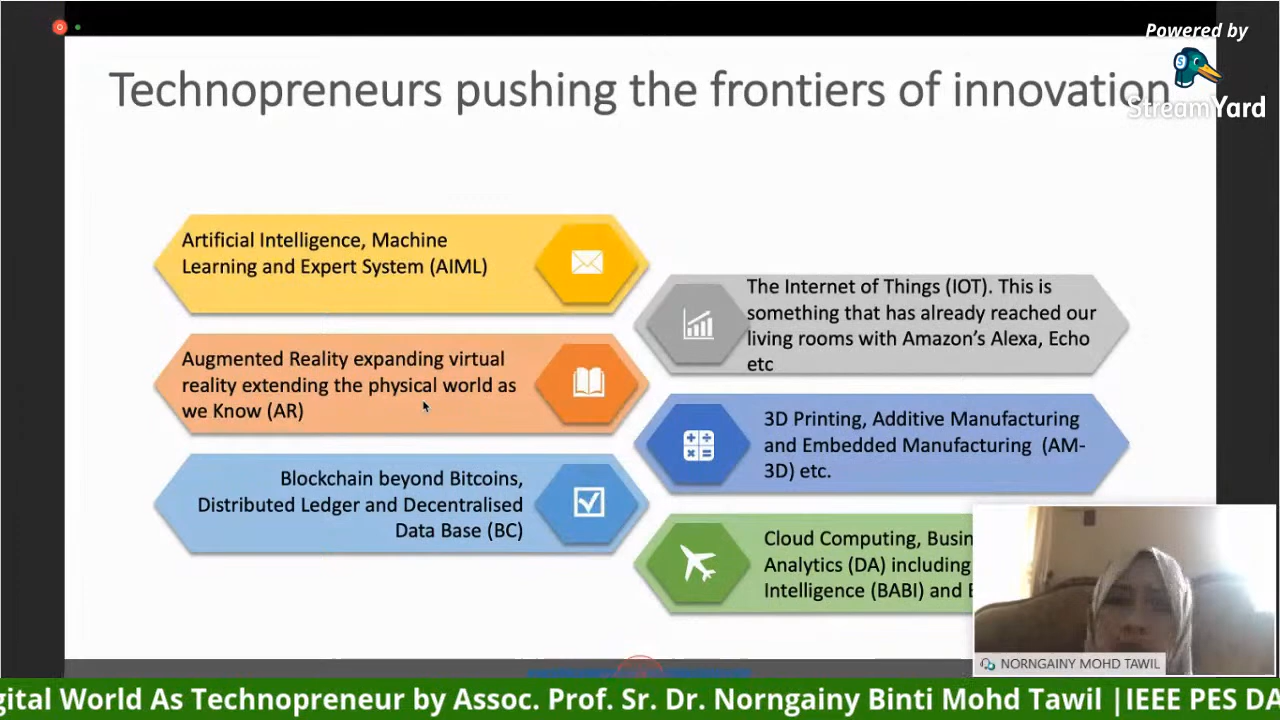 Powered by
StreamYard
Technopreneurs pushing the frontiers of innovation
Artificial Intelligence, Machine
Learning and Expert System (AIML)
Augmented Reality expanding virtual
reality extending the physical world as
we Know (AR)
Blockchain beyond Bitcoins,
Distributed Ledger and Decentralised
Data Base (BC)
The Internet of Things (IOT). This is
something that has already reached our
living rooms with Amazon's Alexa, Echo
etc
3D Printing, Additive Manufacturing
and Embedded Manufacturing (AM-
3D) etc.
Cloud Computing,
Analytics (DA) including
Intelligence (BABI) and
NORNGAINY MOHD TAWIL
World As Technopreneur by Assoc. Prof. Sr. Dr. Norngainy Binti Mohd Tawil |IEEE PES